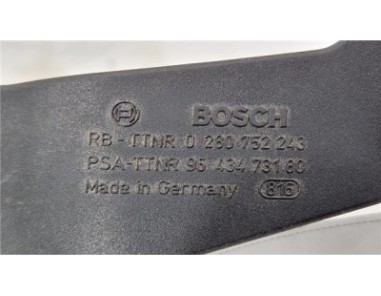 BOSCH
RB-TTNR 0 280 752 243
PSA-TTNR 96 434 731 80
Made in Germany 816